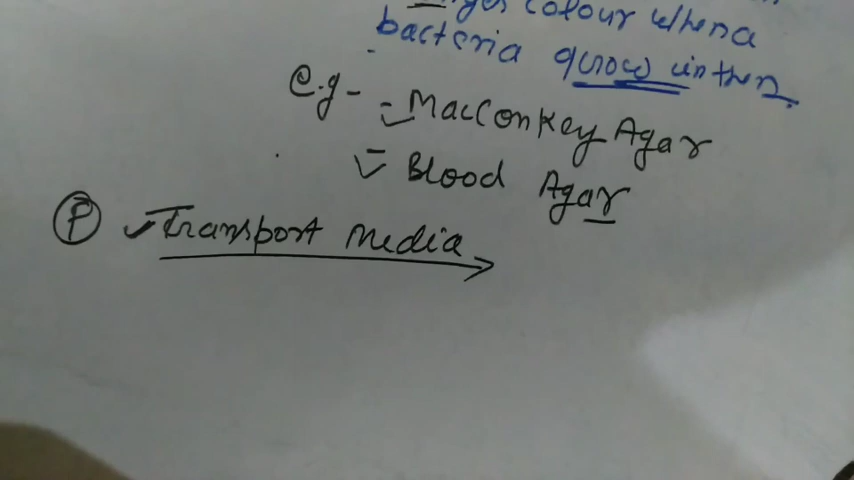 colour when a
bacteria grow in them.
e.g - - MacConkey Agar
- Blood Agar
(P) Transport media